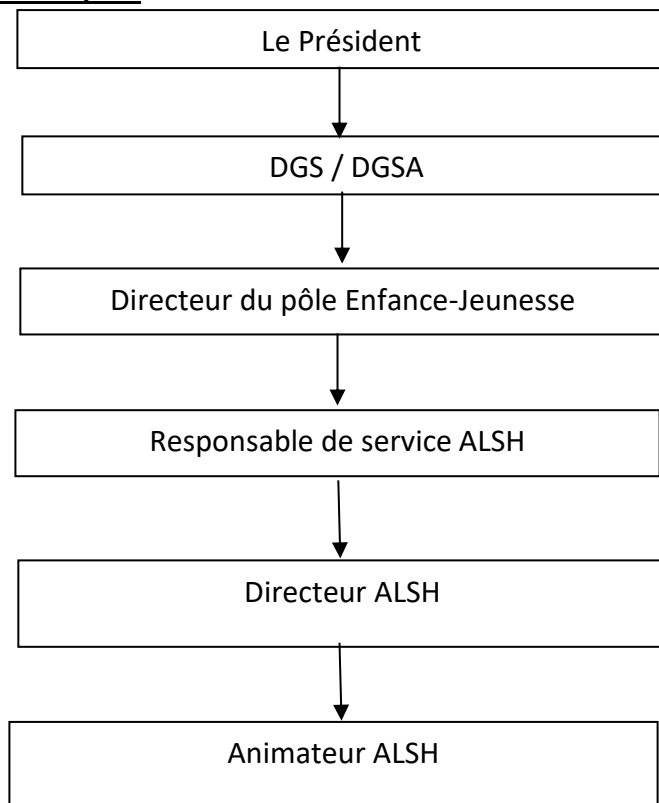 Le Président
DGS / DGSA
Directeur du pôle Enfance-Jeunesse
Responsable de service ALSH
Directeur ALSH
Animateur ALSH